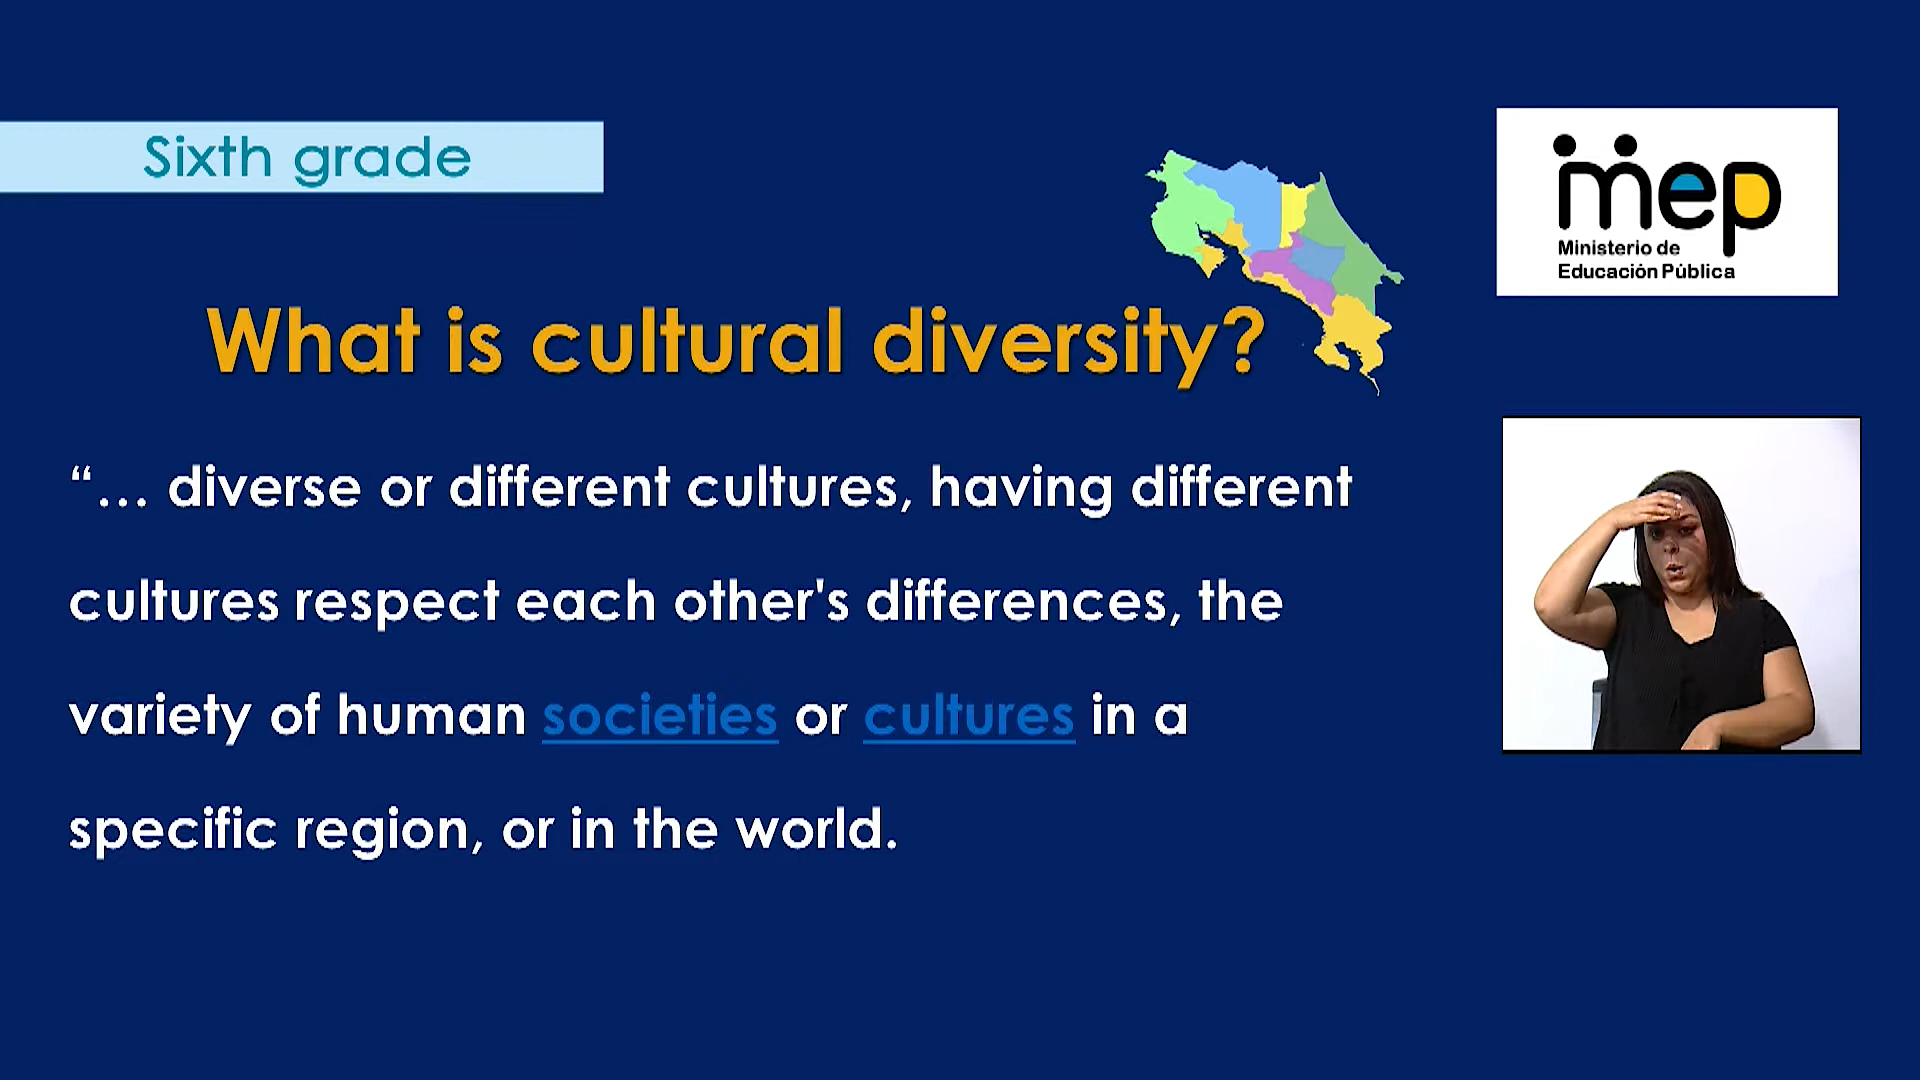 Sixth grade
mep
Ministerio de
Educación Pública
What is cultural diversity?
“... diverse or different cultures, having different
cultures respect each other's differences, the
variety of human societies or cultures in a
specific region, or in the world.